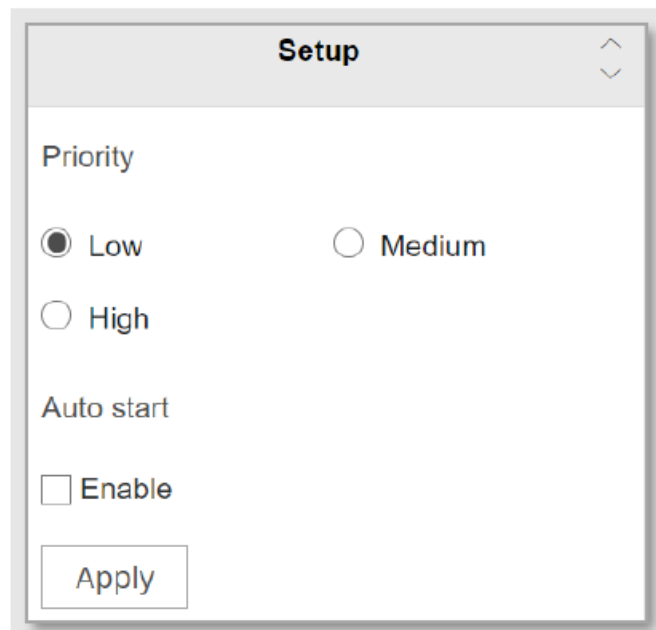 Setup
Priority
Low Medium
High
Auto start
Enable
Apply